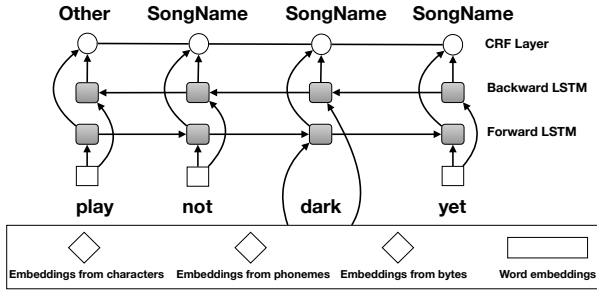 Other SongName SongName SongName
CRF Layer
Backward LSTM
Forward LSTM
play not dark yet
Embeddings from characters Embeddings from phonemes Embeddings from bytes Word embeddings